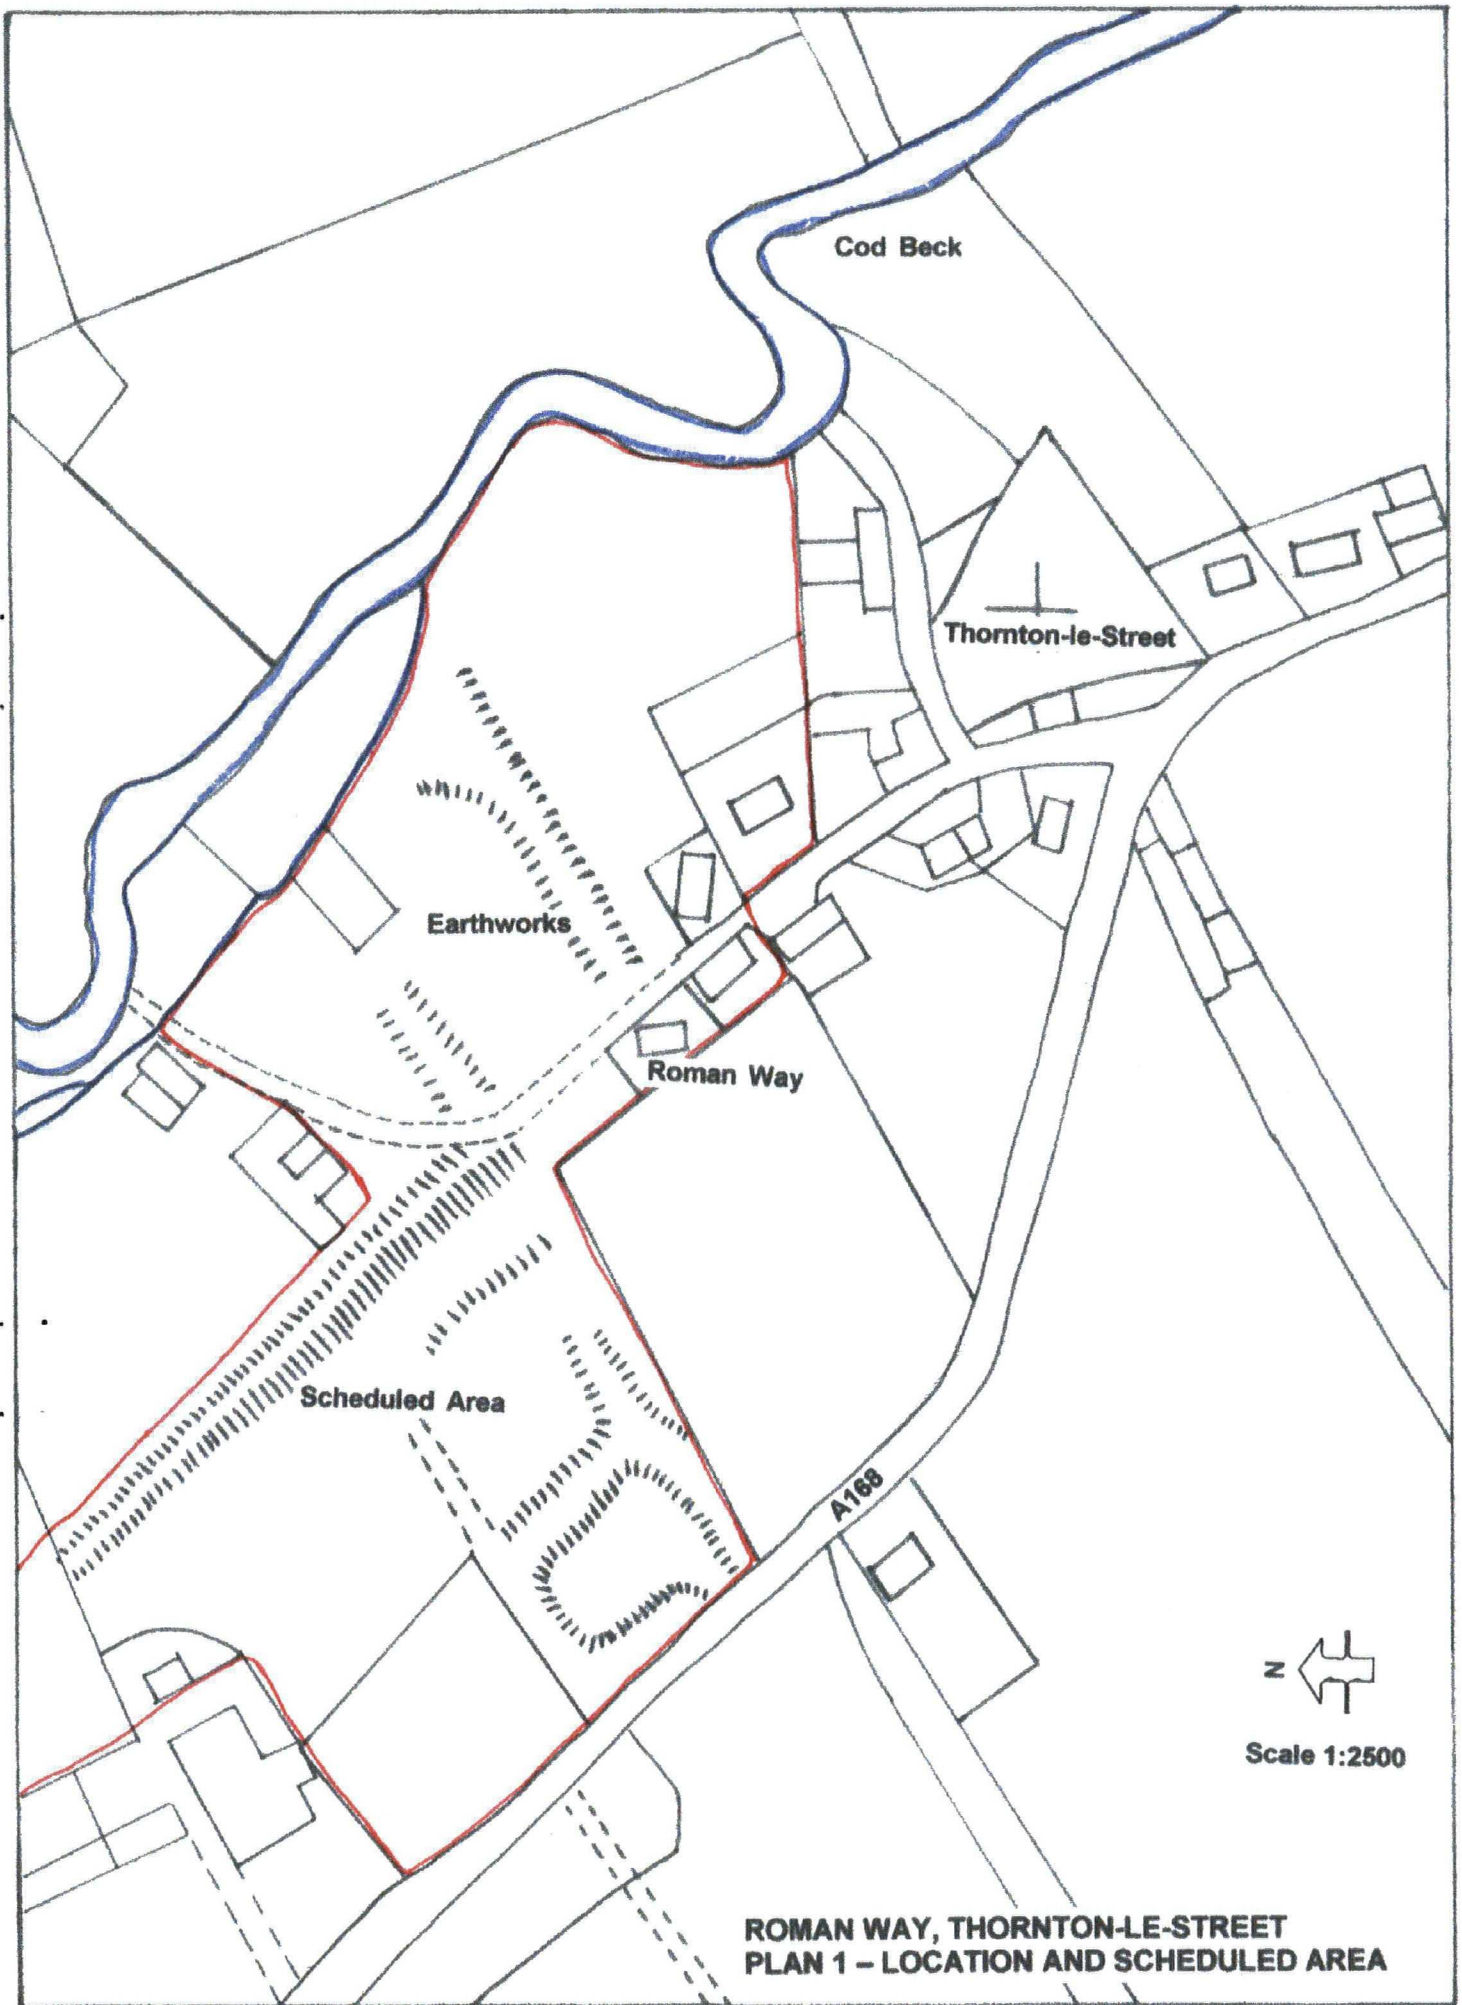 Cod Beck
Thornton-le-Street
Earthworks
Roman Way
Scheduled Area
A168
N
Scale 1:2500
ROMAN WAY, THORNTON-LE-STREET
PLAN 1 – LOCATION AND SCHEDULED AREA